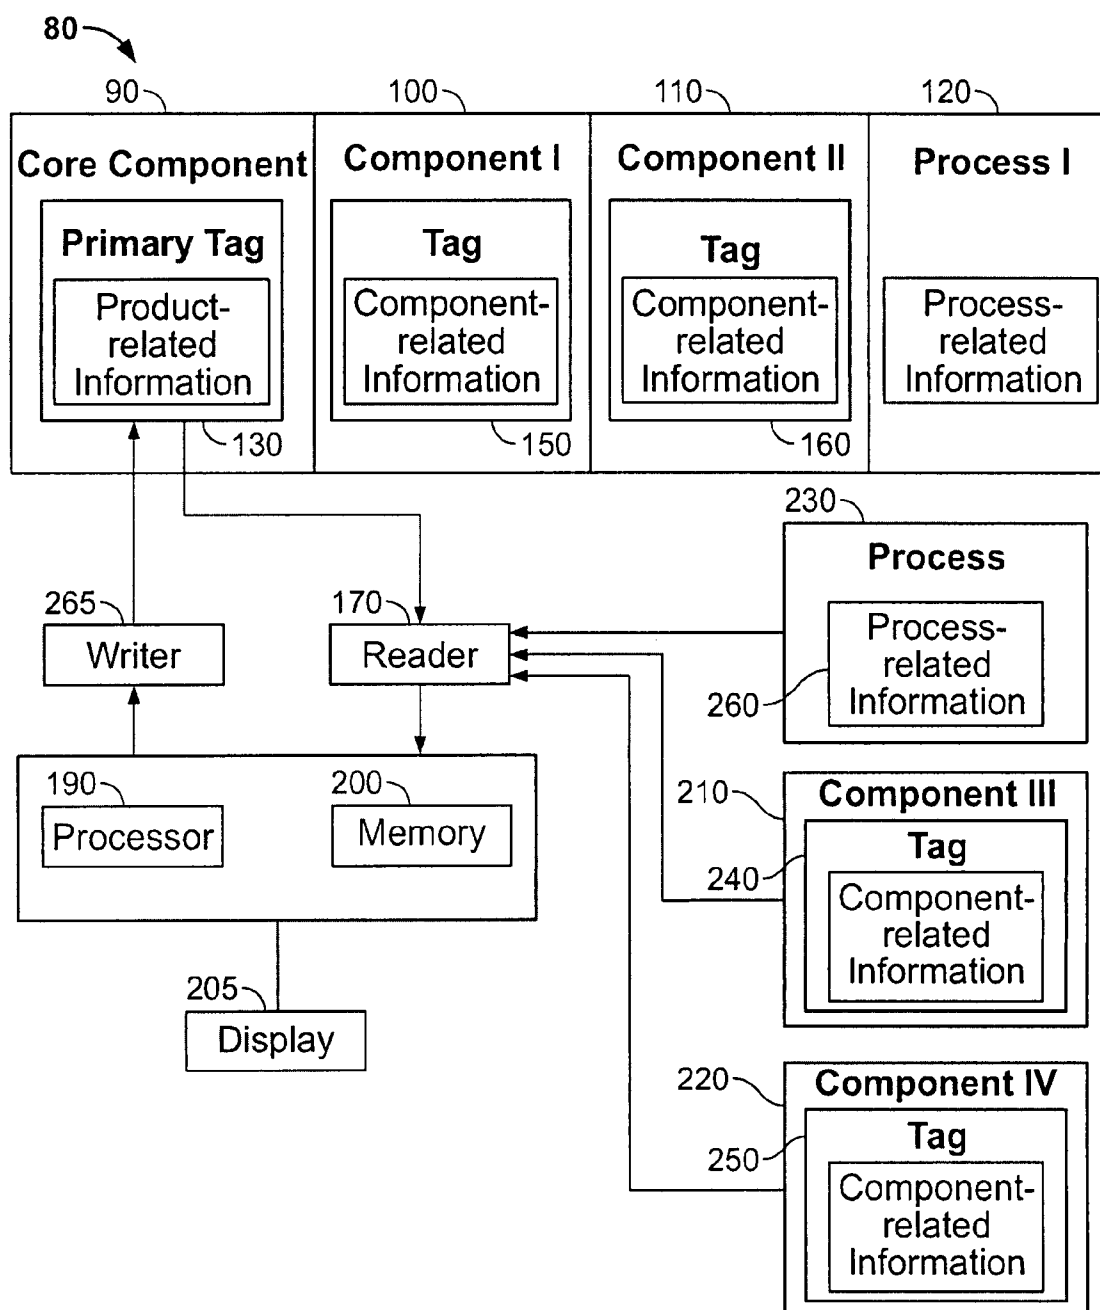 80
90
100
110
120
Core Component
Component I
Component II
Process I
Primary Tag
Tag
Tag
Product-
related
Information
Component-
related
Information
Component-
related
Information
Process-
related
Information
130
150
160
230
Process
265
170
Writer
Reader
Process-
related
Information
260
190
200
Processor
Memory
210
Component III
Tag
240
Component-
related
Information
205
Display
220
Component IV
Tag
250
Component-
related
Information